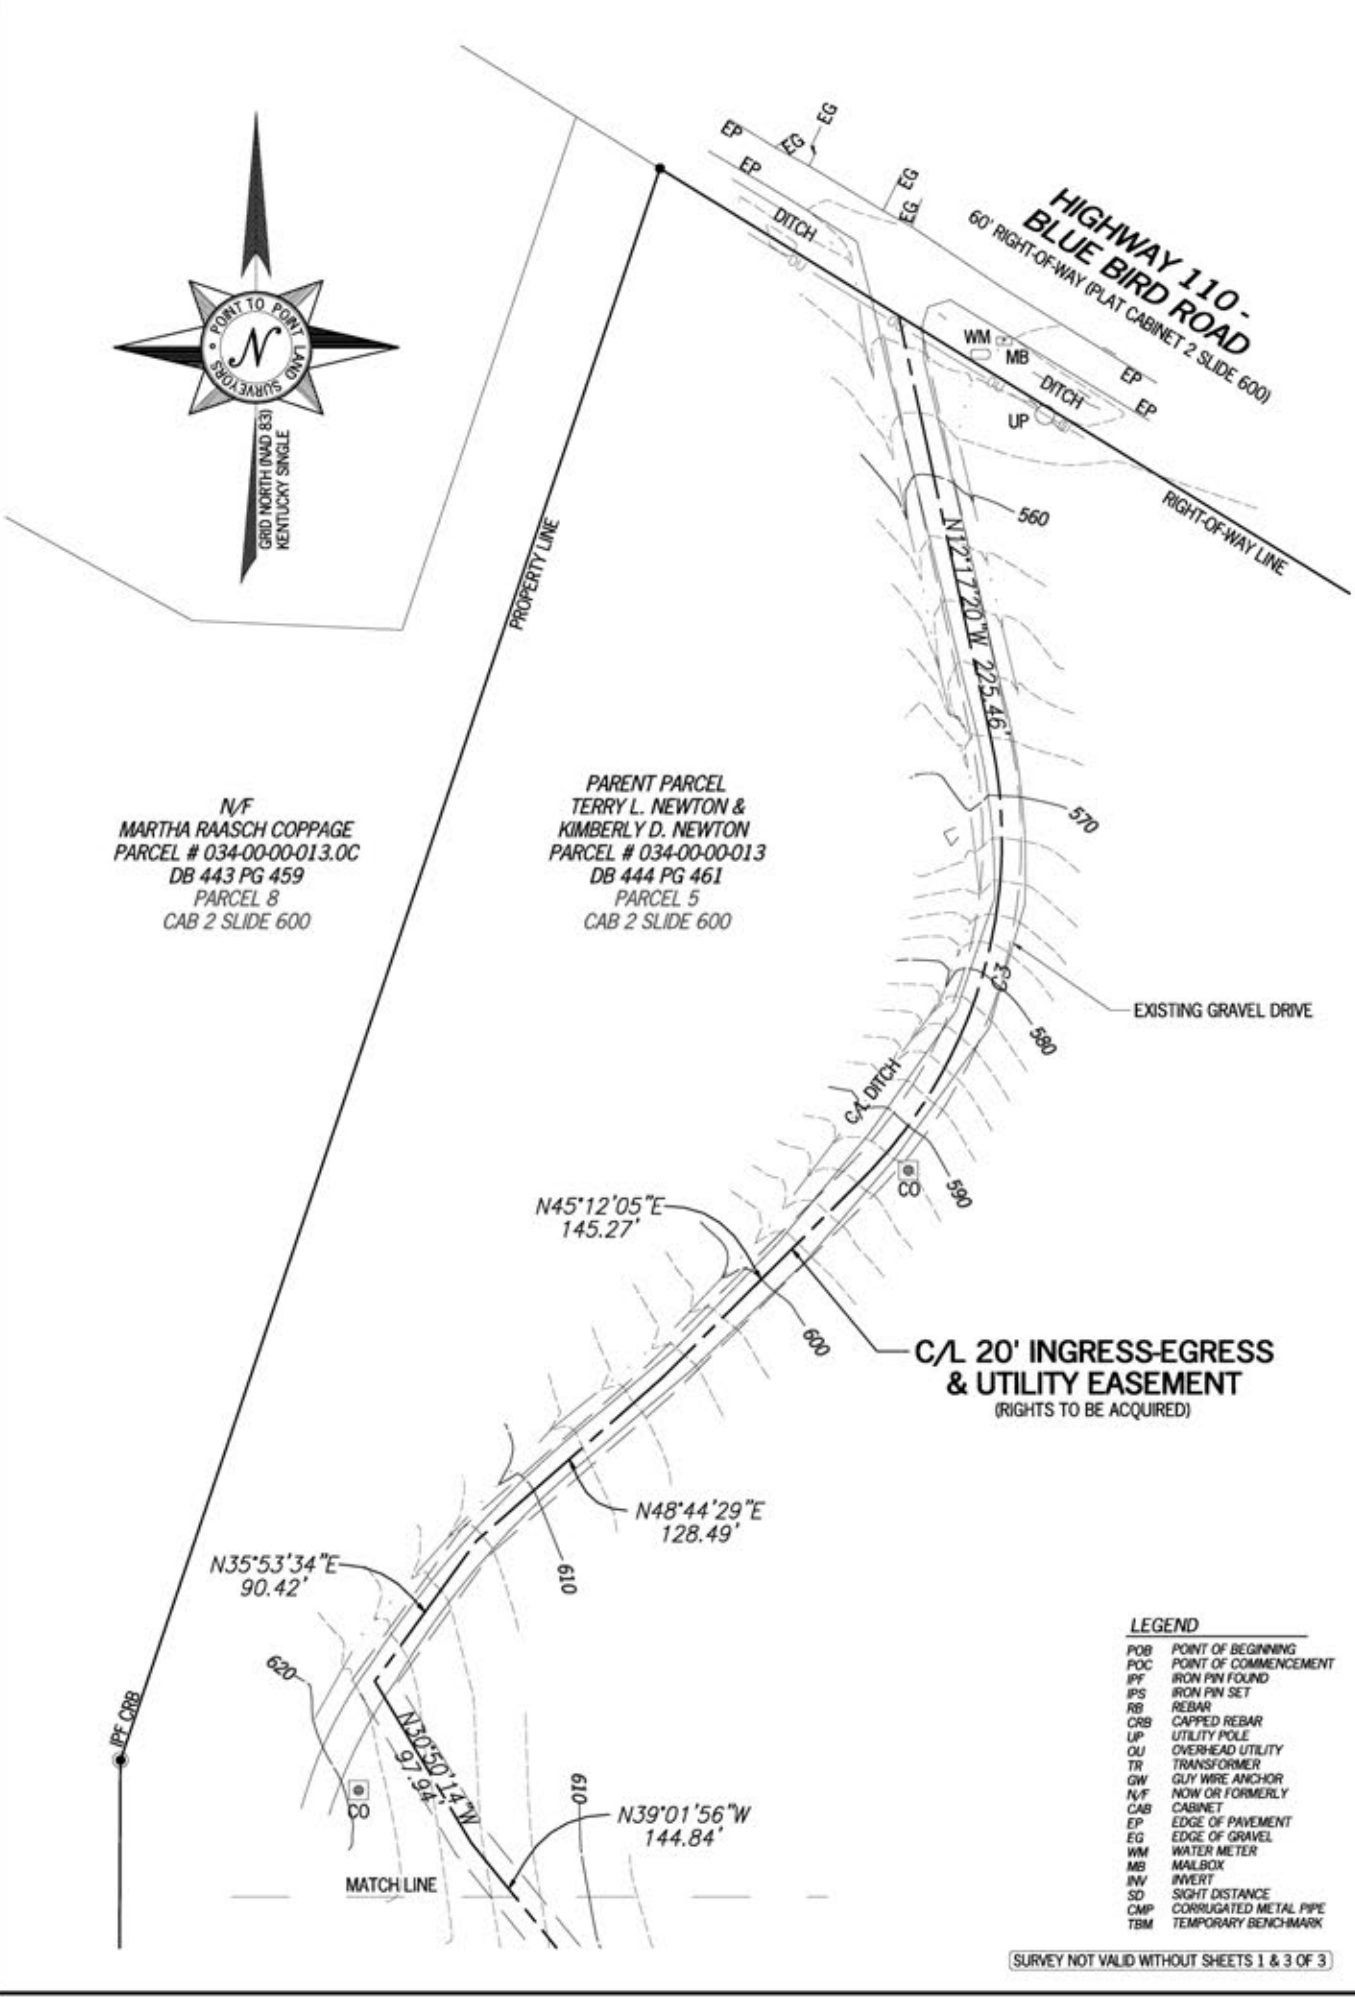 EP
EG
EG
EP
EG
EG
HIGHWAY 110 -
BLUE BIRD ROAD
60' RIGHT-OF-WAY (PLAT CABINET 2 SLIDE 600)
DITCH
OU
POINT TO POINT LAND SURVEYORS
N
GRID NORTH (NAD 83)
KENTUCKY SINGLE
OU
WM
MB
OU
DITCH
EP
EP
UP
560
RIGHT-OF-WAY LINE
PROPERTY LINE
N12°17'20"W 225.46'
N/F
MARTHA RAASCH COPPAGE
PARCEL # 034-00-00-013.0C
DB 443 PG 459
PARCEL 8
CAB 2 SLIDE 600
PARENT PARCEL
TERRY L. NEWTON &
KIMBERLY D. NEWTON
PARCEL # 034-00-00-013
DB 444 PG 461
PARCEL 5
CAB 2 SLIDE 600
570
C3
EXISTING GRAVEL DRIVE
580
C/L DITCH
CO
590
N45°12'05"E
145.27'
600
C/L 20' INGRESS-EGRESS
& UTILITY EASEMENT
(RIGHTS TO BE ACQUIRED)
N48°44'29"E
128.49'
610
N35°53'34"E
90.42'
620
IPF CRB
N30°50'14"W
97.94'
CO
610
N39°01'56"W
144.84'
MATCH LINE
LEGEND
POB POINT OF BEGINNING
POC POINT OF COMMENCEMENT
IPF IRON PIN FOUND
IPS IRON PIN SET
RB REBAR
CRB CAPPED REBAR
UP UTILITY POLE
OU OVERHEAD UTILITY
TR TRANSFORMER
GW GUY WIRE ANCHOR
N/F NOW OR FORMERLY
CAB CABINET
EP EDGE OF PAVEMENT
EG EDGE OF GRAVEL
WM WATER METER
MB MAILBOX
INV INVERT
SD SIGHT DISTANCE
CMP CORRUGATED METAL PIPE
TBM TEMPORARY BENCHMARK
SURVEY NOT VALID WITHOUT SHEETS 1 & 3 OF 3